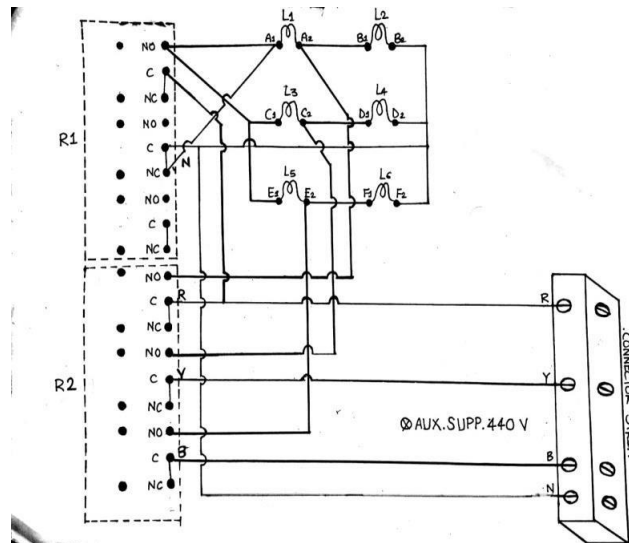 L1 L2
NO A1 A2 B1 B2
C
L3 L4
NC
NO C1 C2 D1 D2
R1
C
N
NC
L5 L6
NO E1 E2 F1 F2
C
NC
NO
C R R
NC
NO
C Y Y
R2
NC
NO ⊗ AUX.SUPP.440 V
C B B
NC N